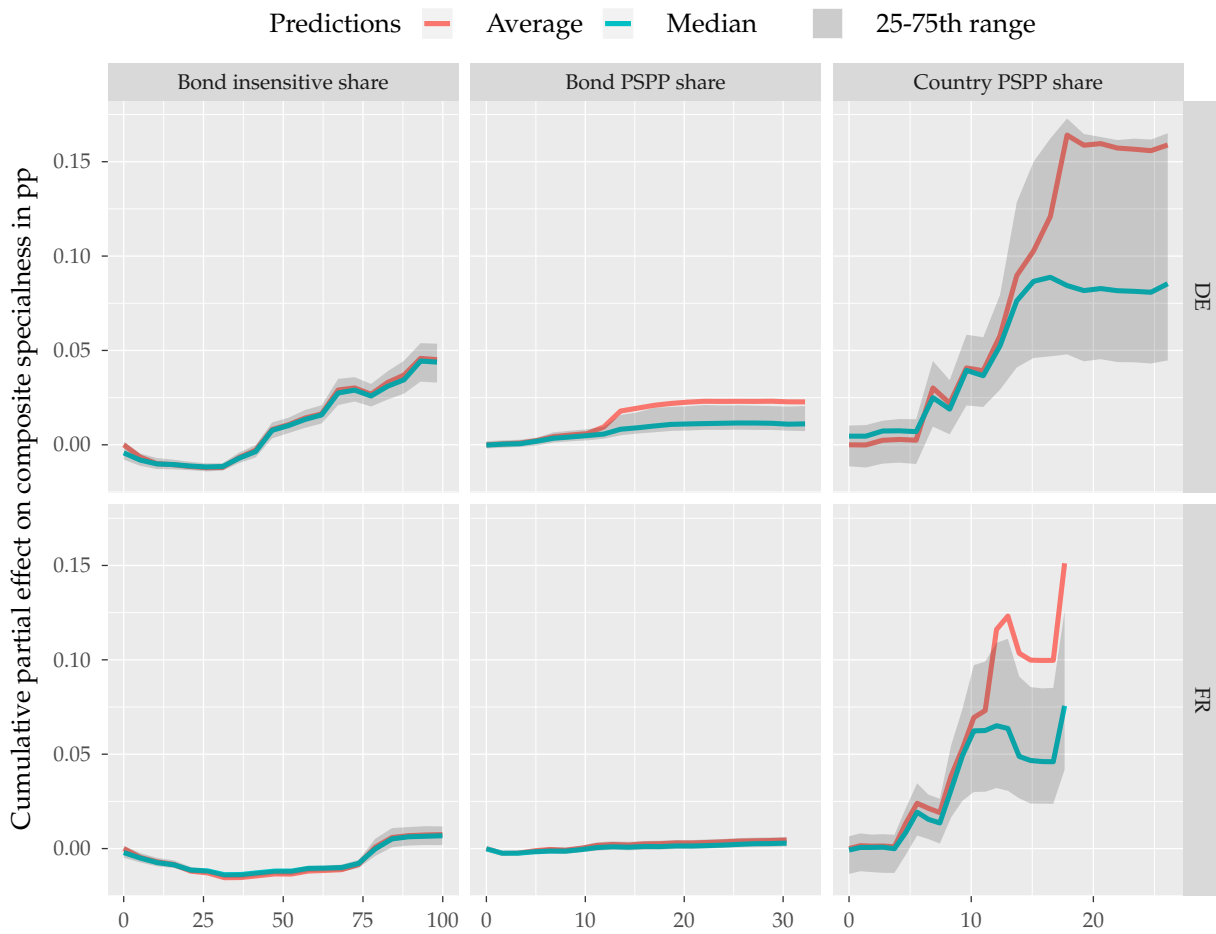 Predictions Average Median 25-75th range
Bond insensitive share Bond PSPP share Country PSPP share
Cumulative partial effect on composite specialness in pp
0.15
0.10
0.05
0.00
DE
0.15
0.10
0.05
0.00
FR
0 25 50 75 100 0 10 20 30 0 10 20